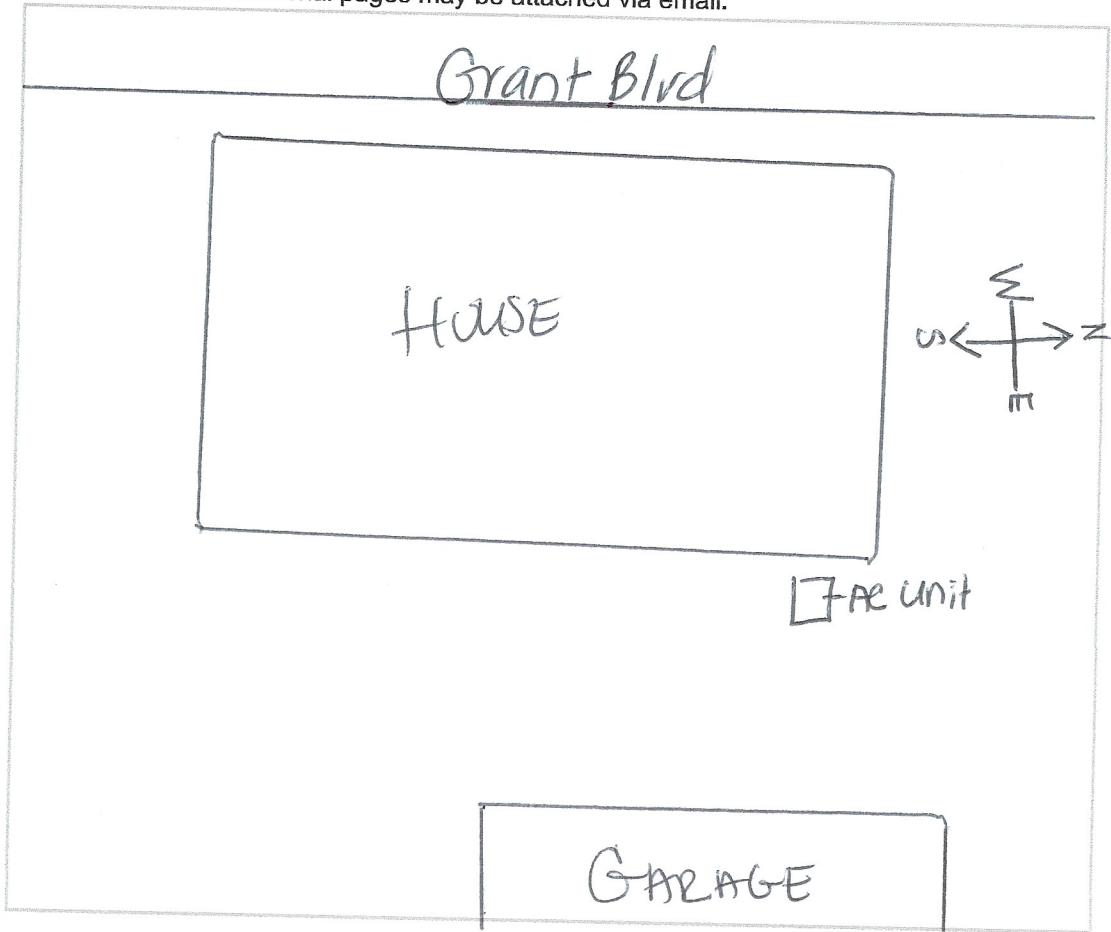 pages may be attached via email.
Grant Blvd
HOUSE
W
S N
E
AC unit
GARAGE